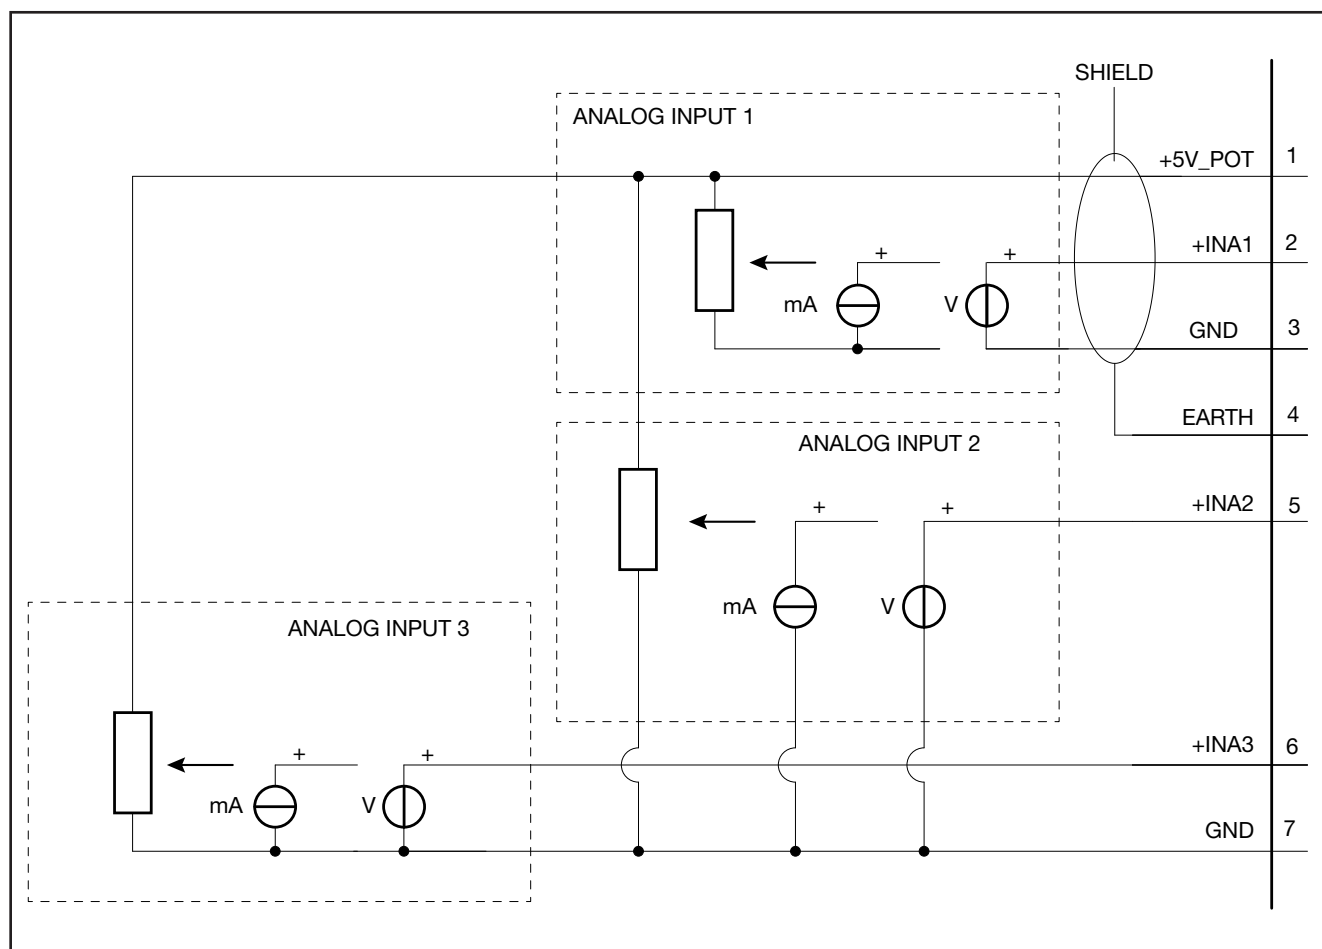 SHIELD
ANALOG INPUT 1
+5V_POT 1
+INA1 2
+ +
mA V
GND 3
EARTH 4
ANALOG INPUT 2
+INA2 5
+ +
mA V
ANALOG INPUT 3
+INA3 6
+ +
mA V
GND 7